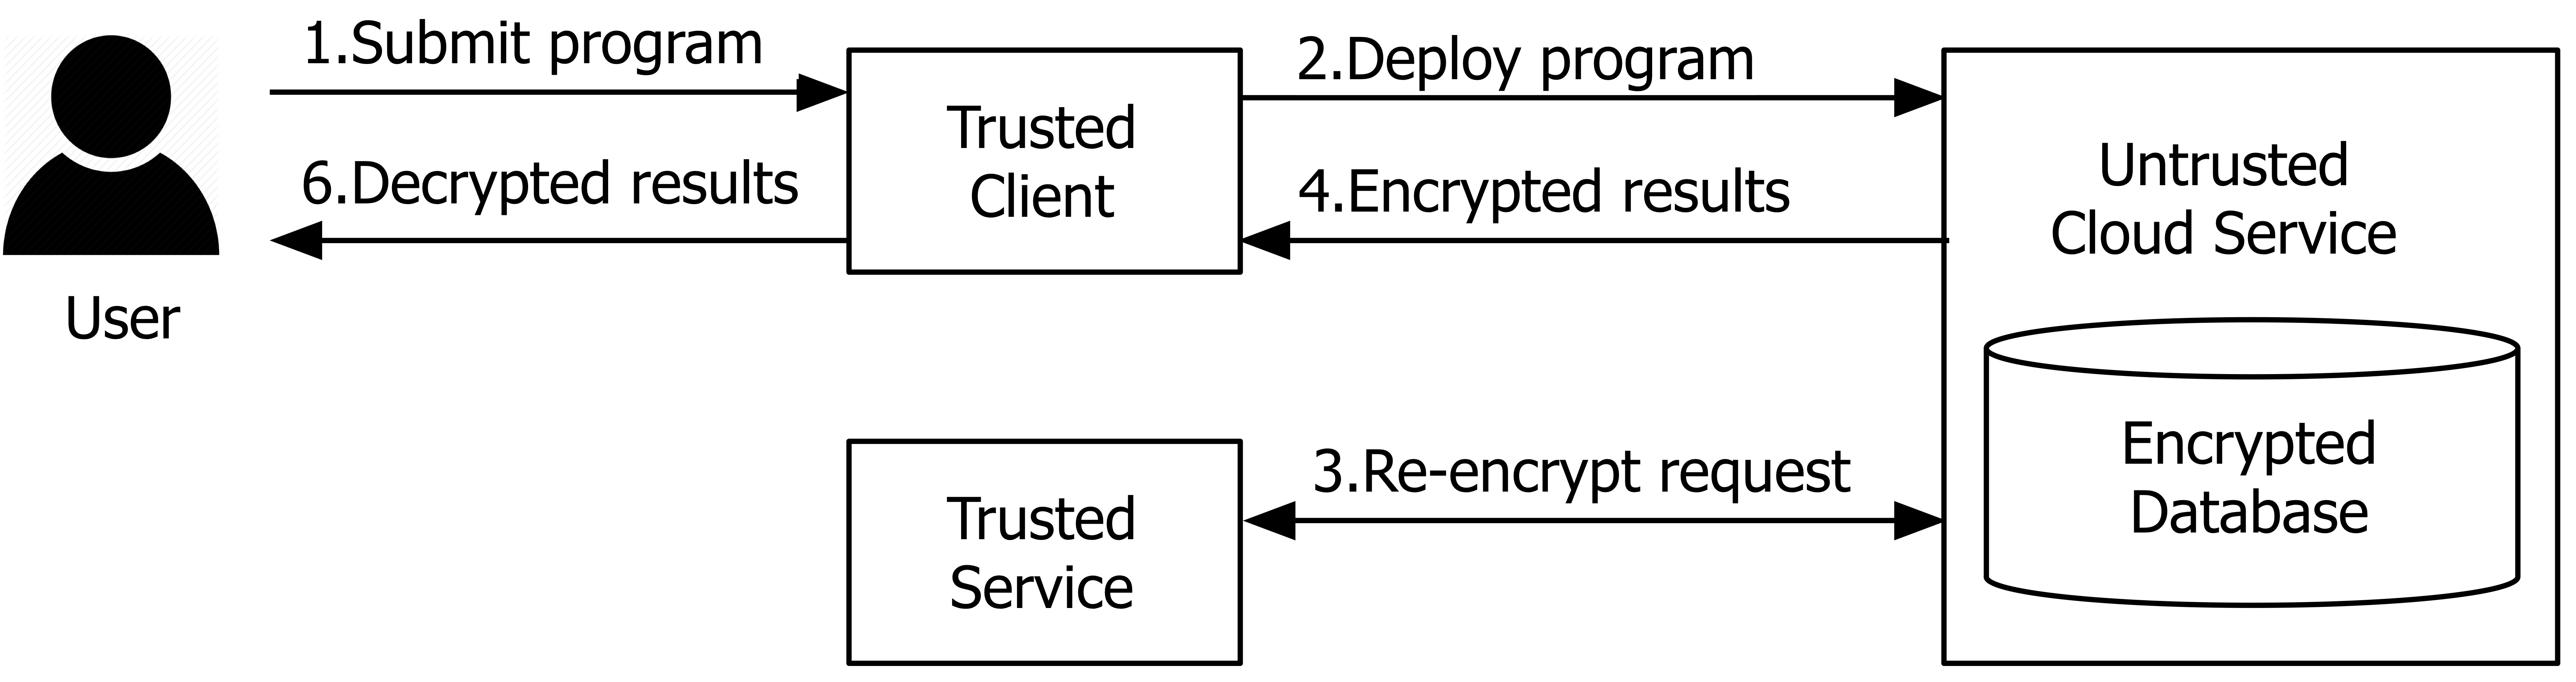 1.Submit program
2.Deploy program
Trusted
Client
Untrusted
Cloud Service
6.Decrypted results
4.Encrypted results
User
Trusted
Service
3.Re-encrypt request
Encrypted
Database